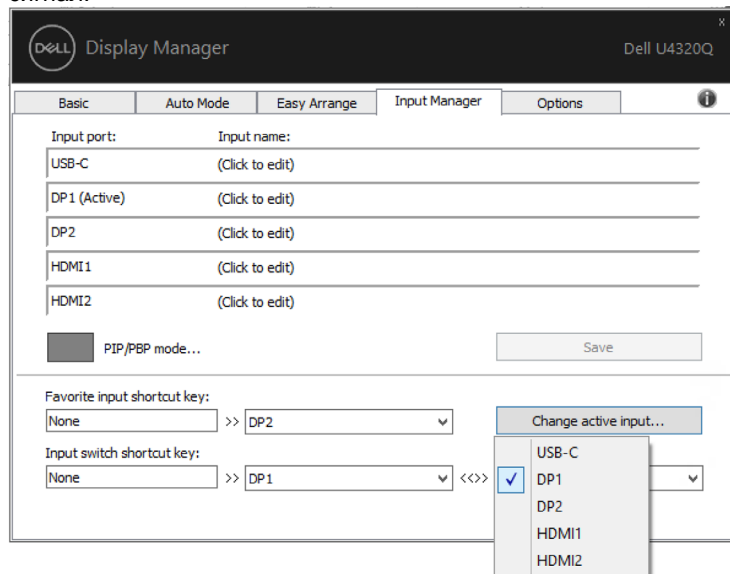 DELL Display Manager
x
Dell U4320Q
Basic Auto Mode Easy Arrange Input Manager Options i
Input port: Input name:
USB-C (Click to edit)
DP1 (Active) (Click to edit)
DP2 (Click to edit)
HDMI1 (Click to edit)
HDMI2 (Click to edit)
PIP/PBP mode... Save
Favorite input shortcut key:
None >> DP2 Change active input...
Input switch shortcut key:
None >> DP1 <<>>
USB-C
DP1
DP2
HDMI1
HDMI2